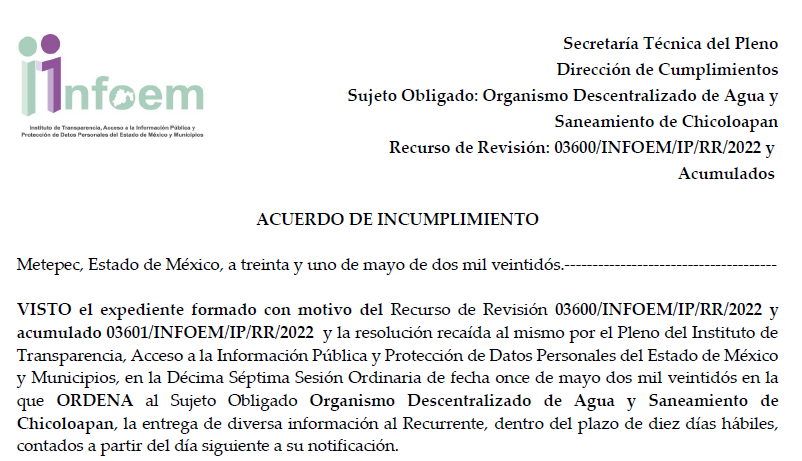 infoem
Instituto de Transparencia, Acceso a la Información Pública y
Protección de Datos Personales del Estado de México y Municipios
Secretaría Técnica del Pleno
Dirección de Cumplimientos
Sujeto Obligado: Organismo Descentralizado de Agua y
Saneamiento de Chicoloapan
Recurso de Revisión: 03600/INFOEM/IP/RR/2022 y
Acumulados
ACUERDO DE INCUMPLIMIENTO
Metepec, Estado de México, a treinta y uno de mayo de dos mil veintidós.--------------------------------------
VISTO el expediente formado con motivo del Recurso de Revisión 03600/INFOEM/IP/RR/2022 y
acumulado 03601/INFOEM/IP/RR/2022 y la resolución recaída al mismo por el Pleno del Instituto de
Transparencia, Acceso a la Información Pública y Protección de Datos Personales del Estado de México
y Municipios, en la Décima Séptima Sesión Ordinaria de fecha once de mayo dos mil veintidós en la
que ORDENA al Sujeto Obligado Organismo Descentralizado de Agua y Saneamiento de
Chicoloapan, la entrega de diversa información al Recurrente, dentro del plazo de diez días hábiles,
contados a partir del día siguiente a su notificación.